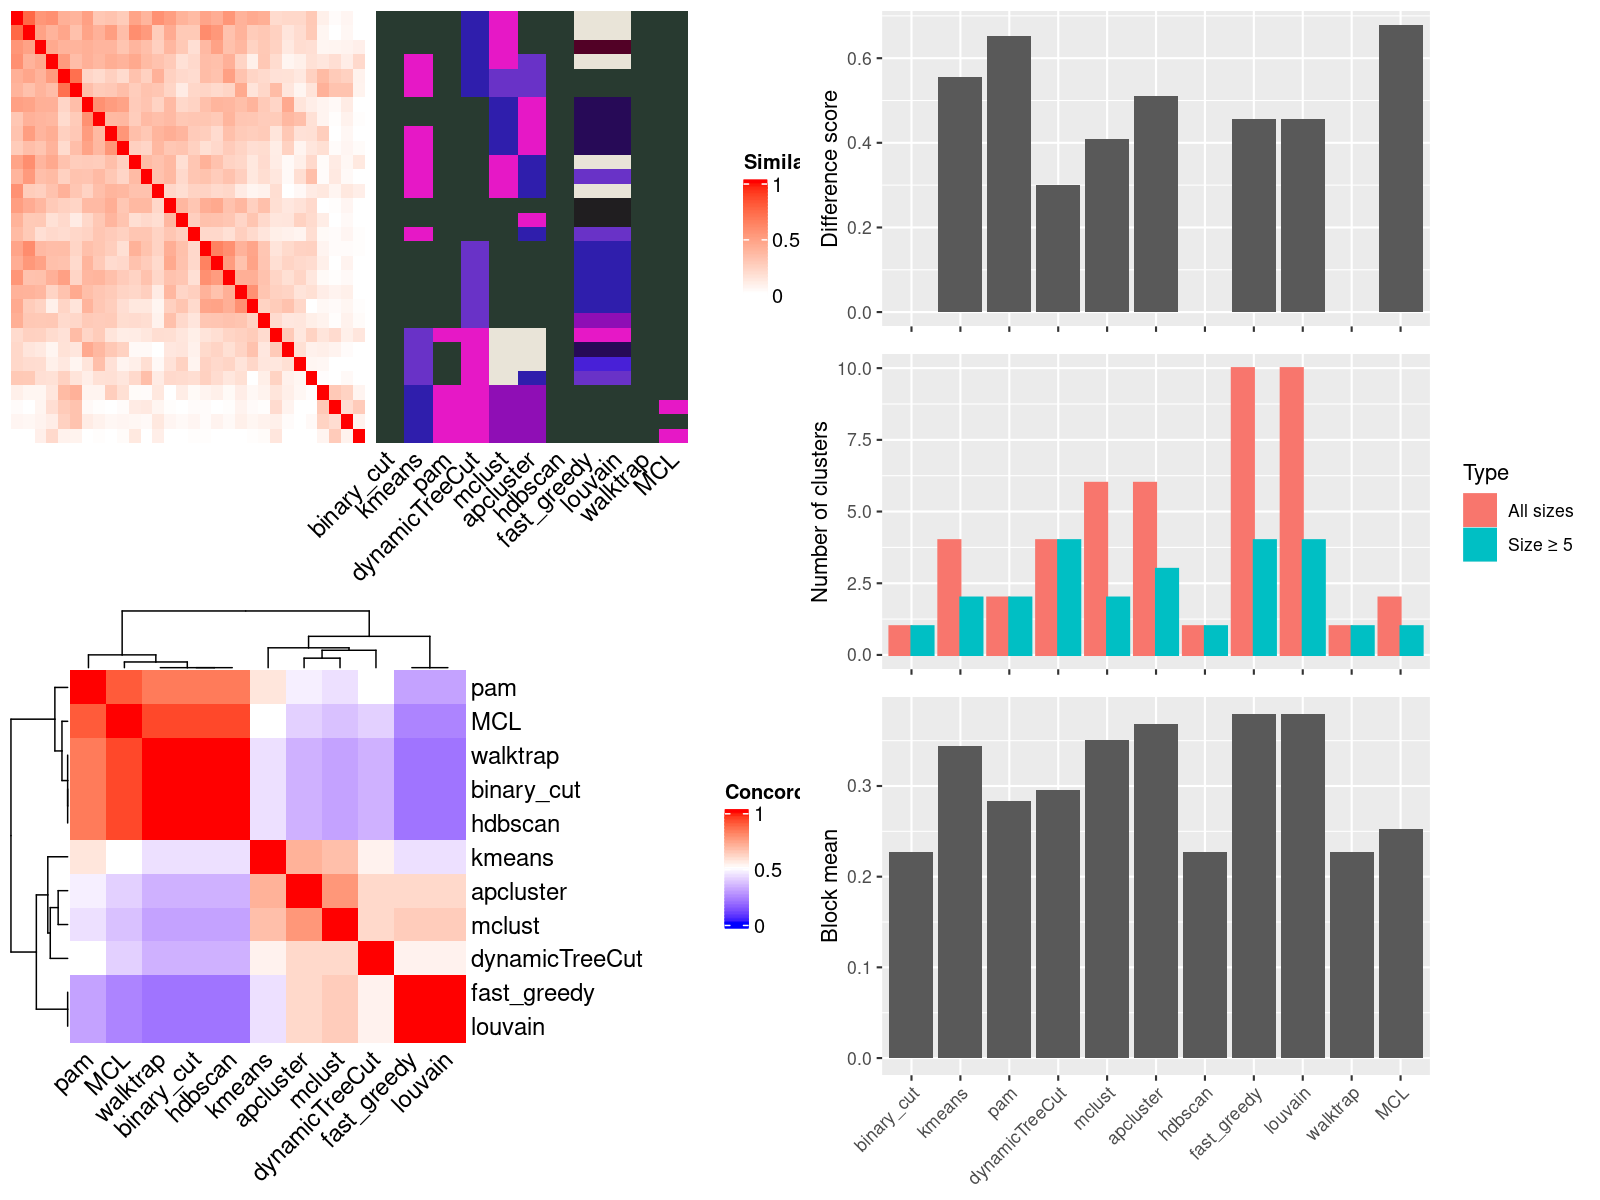 Simila
1
0.5
0
binary_cut
kmeans
pam
dynamicTreeCut
mclust
apcluster
hdbscan
fast_greedy
louvain
walktrap
MCL
pam
MCL
walktrap
binary_cut
hdbscan
kmeans
apcluster
mclust
dynamicTreeCut
fast_greedy
louvain
pam
MCL
walktrap
binary_cut
hdbscan
kmeans
apcluster
mclust
dynamicTreeCut
fast_greedy
louvain
Concord
1
0.5
0
Difference score
0.6
0.4
0.2
0.0
Number of clusters
10.0
7.5
5.0
2.5
0.0
Type
All sizes
Size ≥ 5
Block mean
0.3
0.2
0.1
0.0
binary_cut
kmeans
pam
dynamicTreeCut
mclust
apcluster
hdbscan
fast_greedy
louvain
walktrap
MCL